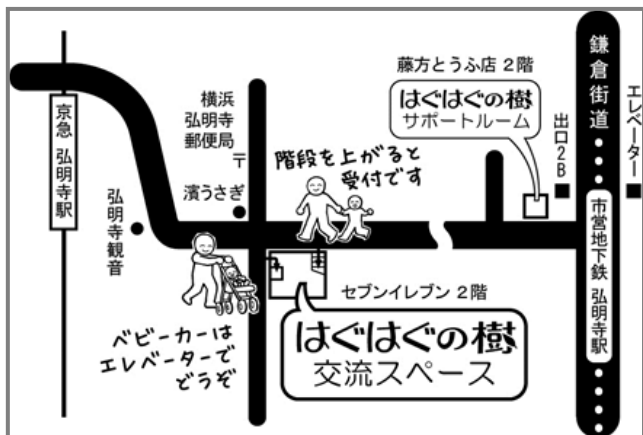 京急 弘明寺駅
弘明寺観音
横浜
弘明寺
郵便局
〒
濱うさぎ
階段を上がると
受付です
ベビーカーは
エレベーターで
どうぞ
藤方とうふ店 2階
はぐはぐの樹
サポートルーム
出口2B
鎌倉街道
エレベーター
市営地下鉄 弘明寺駅
セブンイレブン 2階
はぐはぐの樹
交流スペース